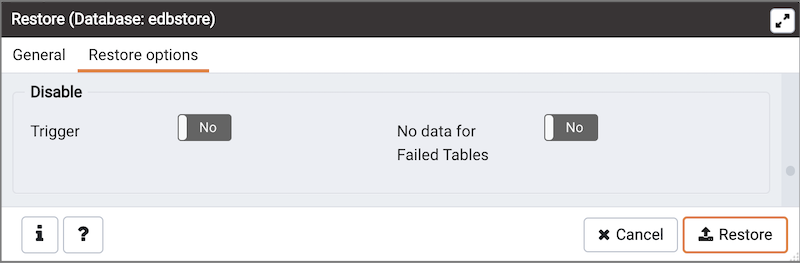 Restore (Database: edbstore)
General Restore options
Disable
Trigger No No data for Failed Tables No
i ? Cancel Restore